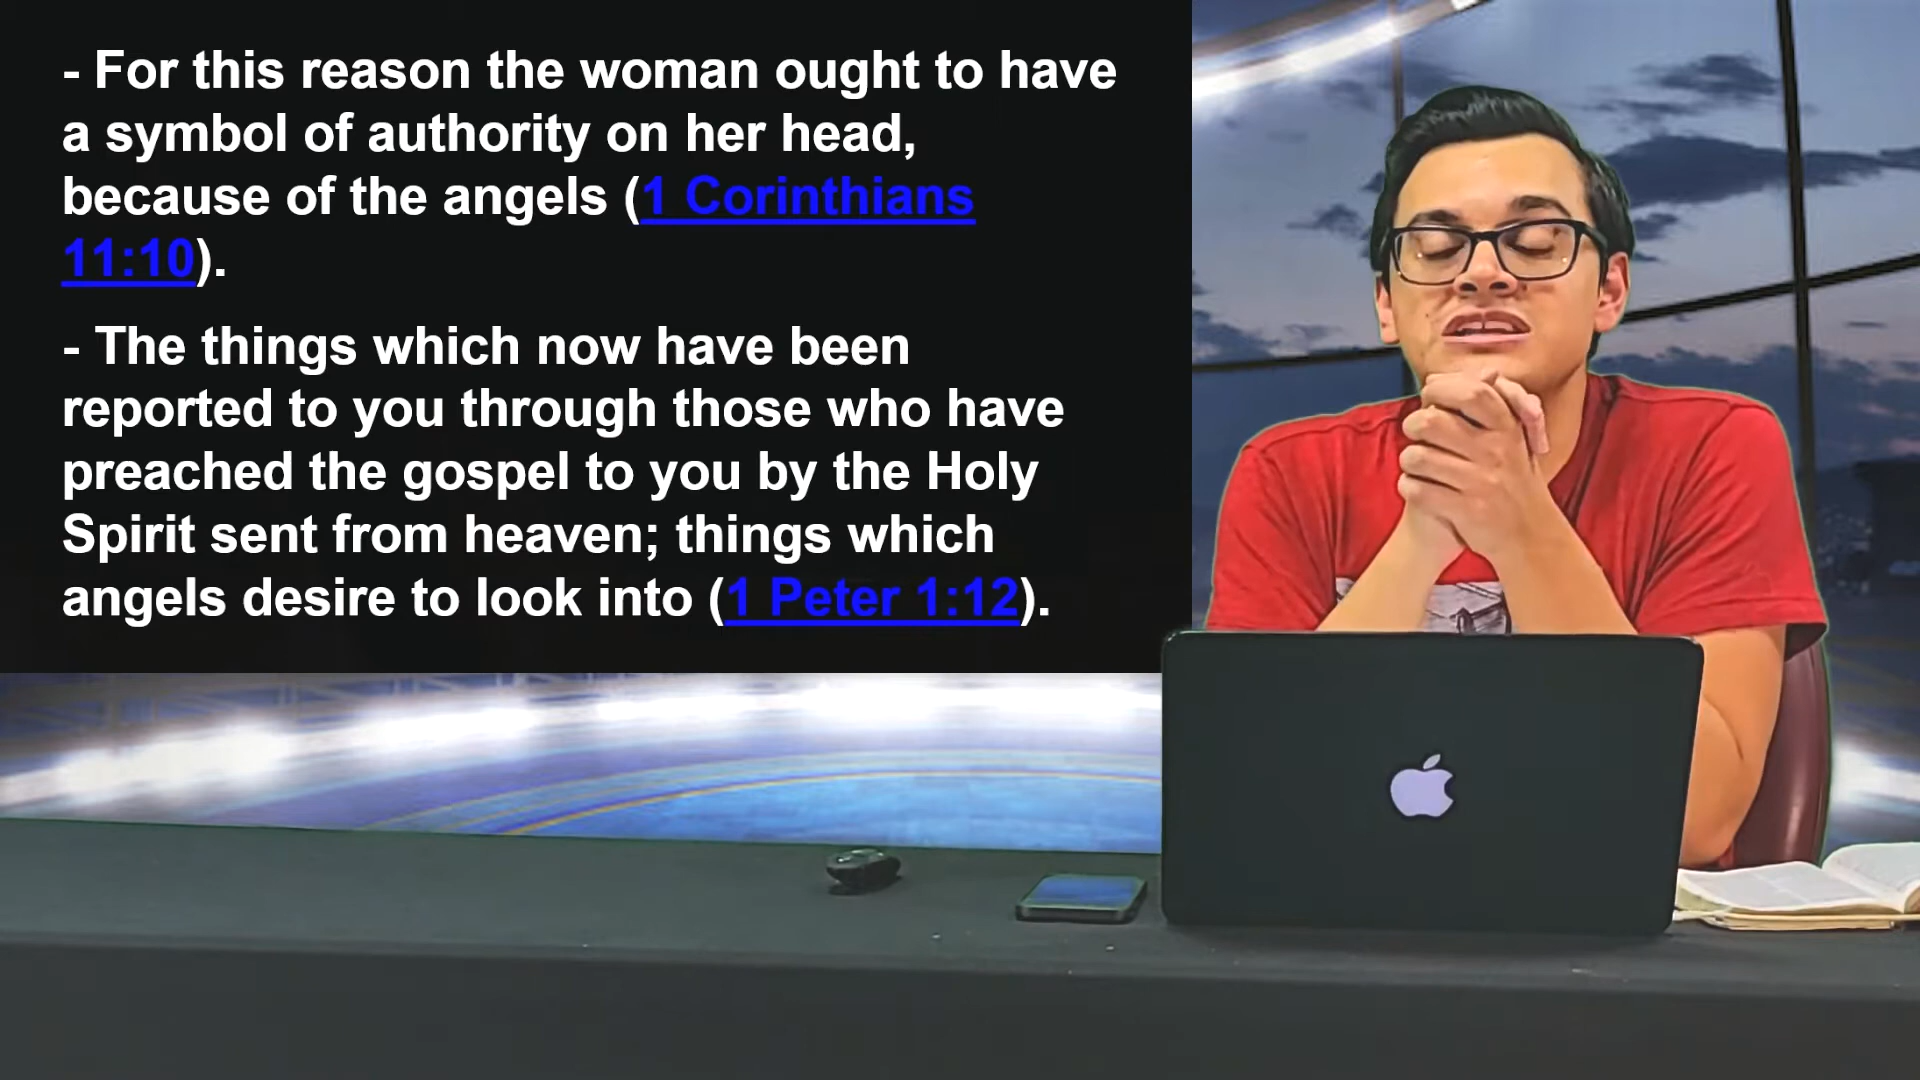 - For this reason the woman ought to have
a symbol of authority on her head,
because of the angels (1 Corinthians
11:10).
- The things which now have been
reported to you through those who have
preached the gospel to you by the Holy
Spirit sent from heaven; things which
angels desire to look into (1 Peter 1:12).